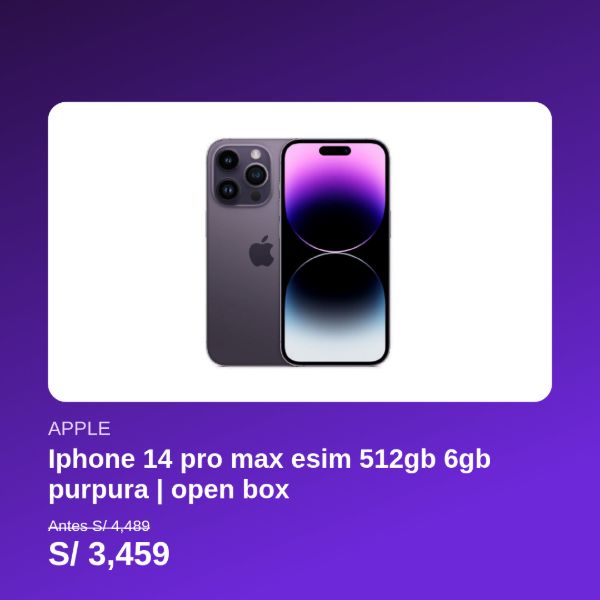 APPLE
Iphone 14 pro max esim 512gb 6gb
purpura | open box
Antes S/ 4,489
S/ 3,459